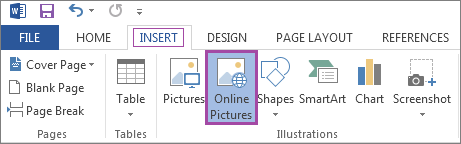 FILE HOME INSERT DESIGN PAGE LAYOUT REFERENCES
Cover Page
Blank Page
Page Break
Pages
Table
Tables
Pictures
Online
Pictures
Shapes
SmartArt
Chart
Screenshot
Illustrations